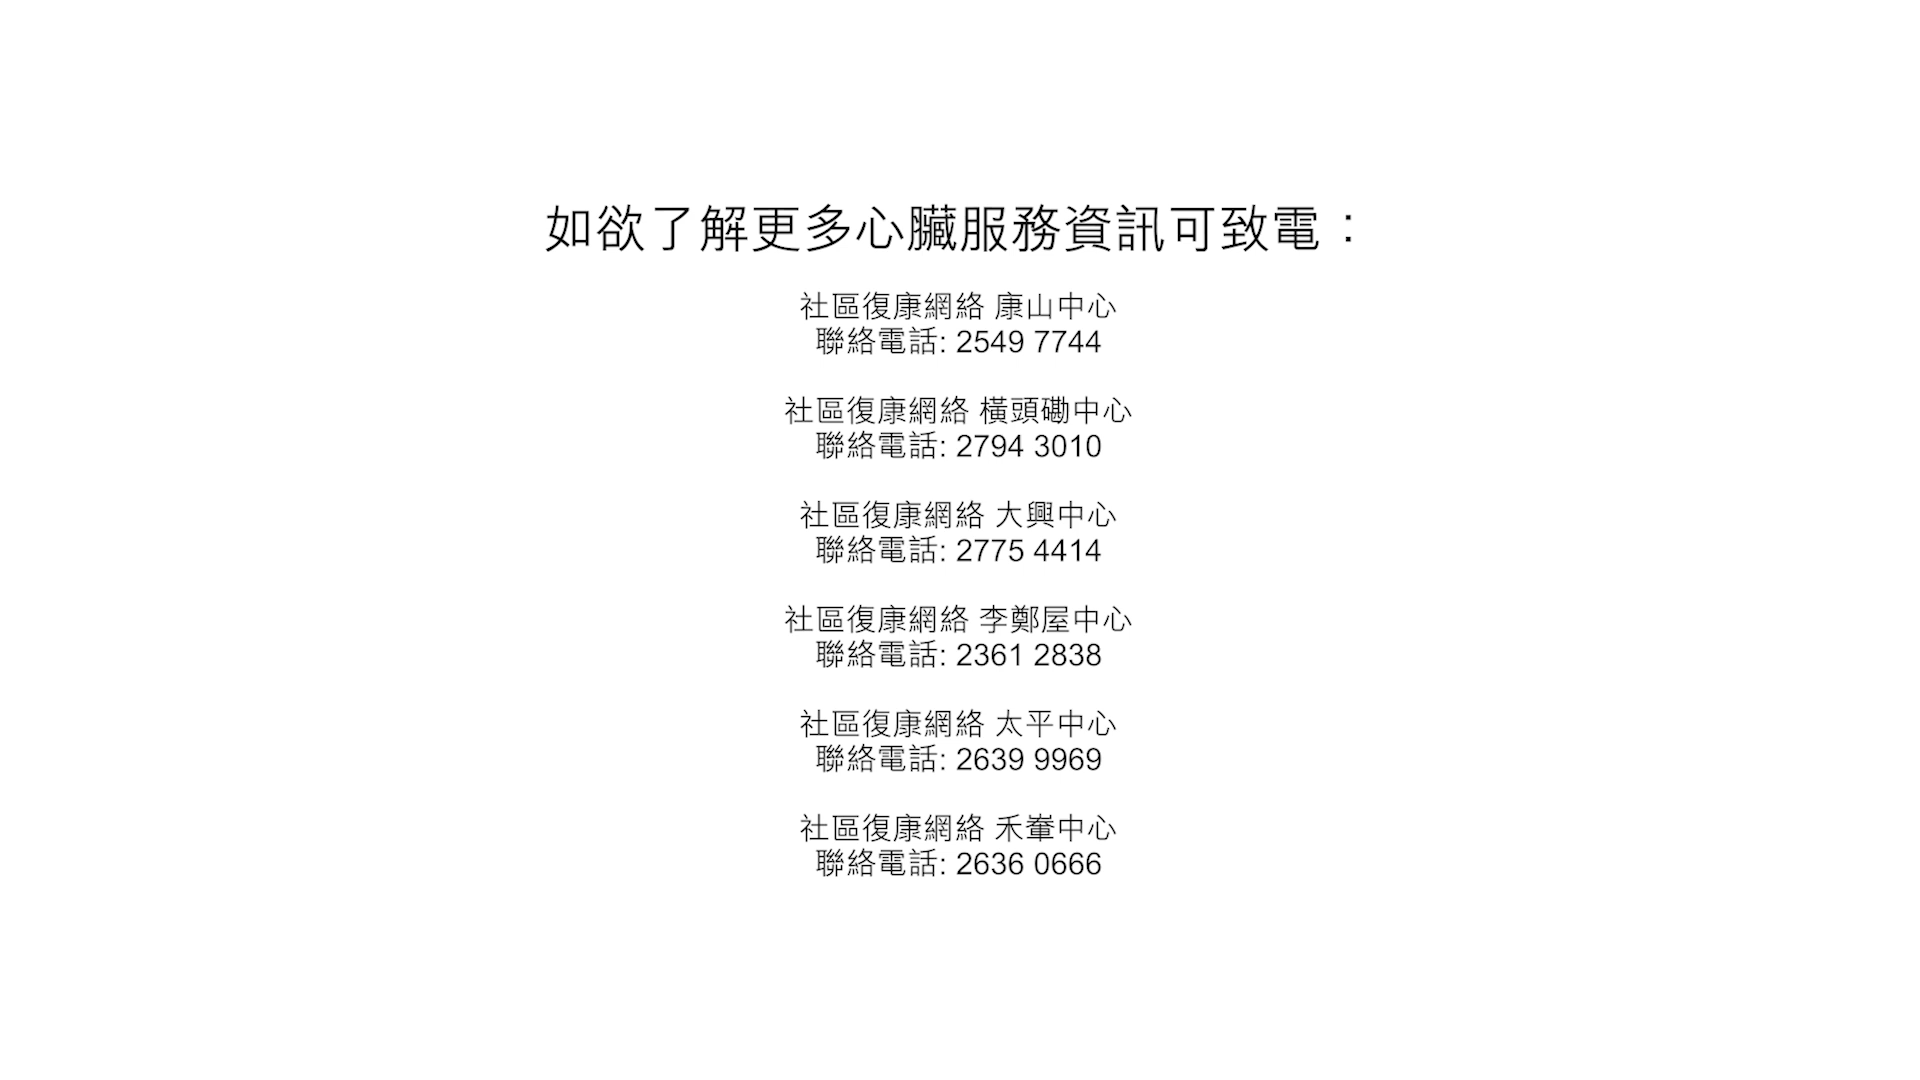 如欲了解更多心臟服務資訊可致電：
社區復康網絡 康山中心
聯絡電話: 2549 7744
社區復康網絡 橫頭磡中心
聯絡電話: 2794 3010
社區復康網絡 大興中心
聯絡電話: 2775 4414
社區復康網絡 李鄭屋中心
聯絡電話: 2361 2838
社區復康網絡 太平中心
聯絡電話: 2639 9969
社區復康網絡 禾輋中心
聯絡電話: 2636 0666